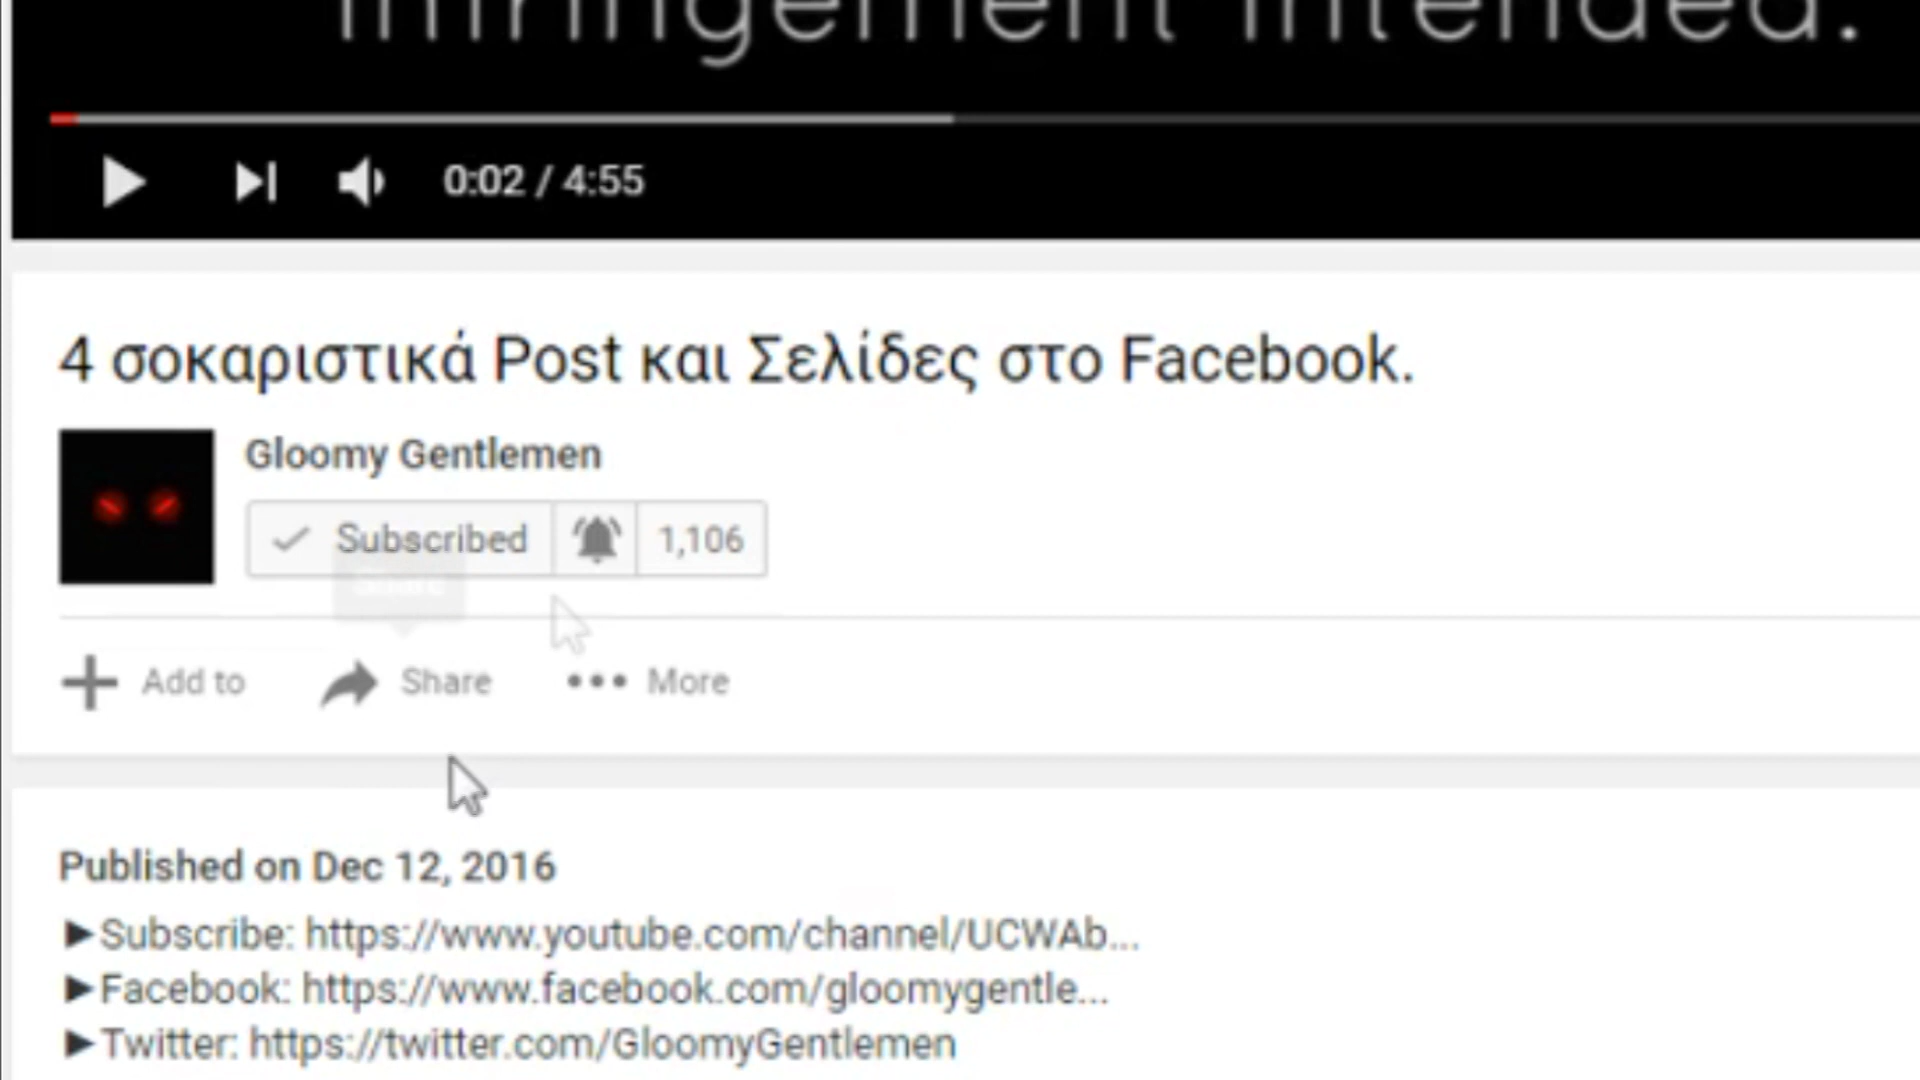 infringement intended.
0:02 / 4:55
4 σοκαριστικά Post και Σελίδες στο Facebook.
Gloomy Gentlemen
Subscribed 1,106
Share
Add to Share More
Published on Dec 12, 2016
►Subscribe: https://www.youtube.com/channel/UCWAb...
►Facebook: https://www.facebook.com/gloomygentle...
►Twitter: https://twitter.com/GloomyGentlemen